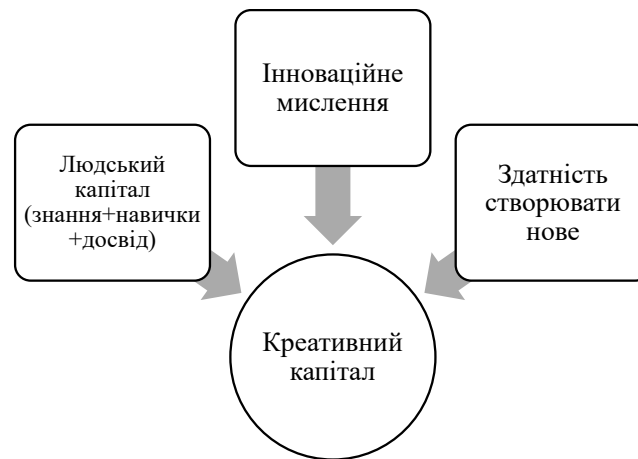 Інноваційне
мислення
Людський
капітал
(знання+навички
+досвід)
Здатність
створювати
нове
Креативний
капітал